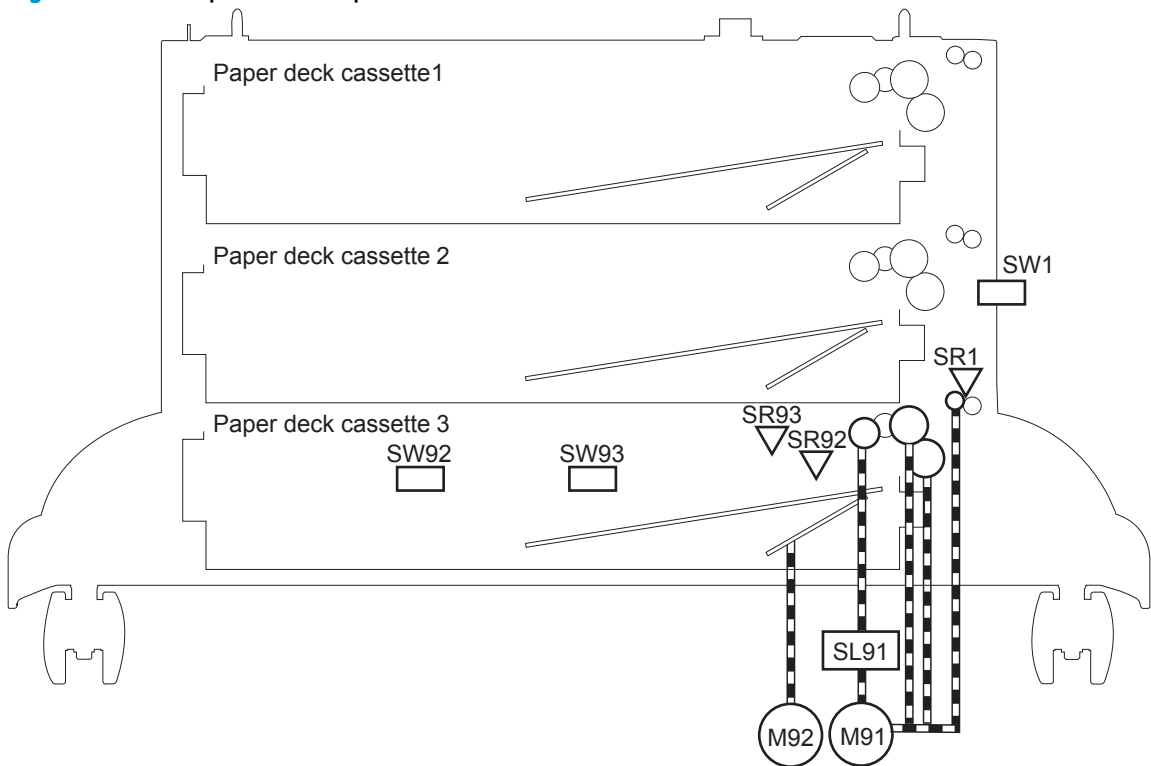 Paper deck cassette1
Paper deck cassette 2
SW1
SR1
Paper deck cassette 3
SR93
SR92
SW92
SW93
SL91
M92
M91